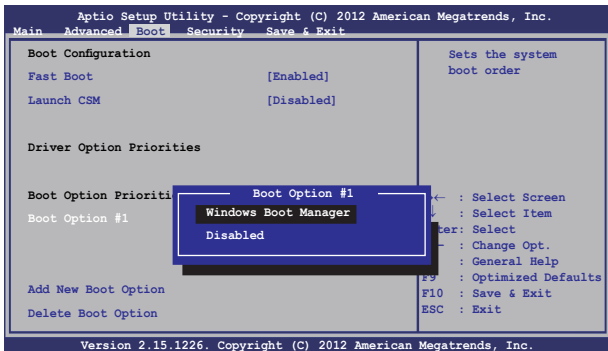 Aptio Setup Utility - Copyright (C) 2012 American Megatrends, Inc.
Main Advanced Boot Security Save & Exit
Boot Configuration
Fast Boot [Enabled]
Launch CSM [Disabled]
Driver Option Priorities
Boot Option Prioriti
Boot Option #1
Add New Boot Option
Delete Boot Option
Boot Option #1
Windows Boot Manager
Disabled
Sets the system
boot order
← : Select Screen
: Select Item
ter: Select
: Change Opt.
: General Help
F9 : Optimized Defaults
F10 : Save & Exit
ESC : Exit
Version 2.15.1226. Copyright (C) 2012 American Megatrends, Inc.